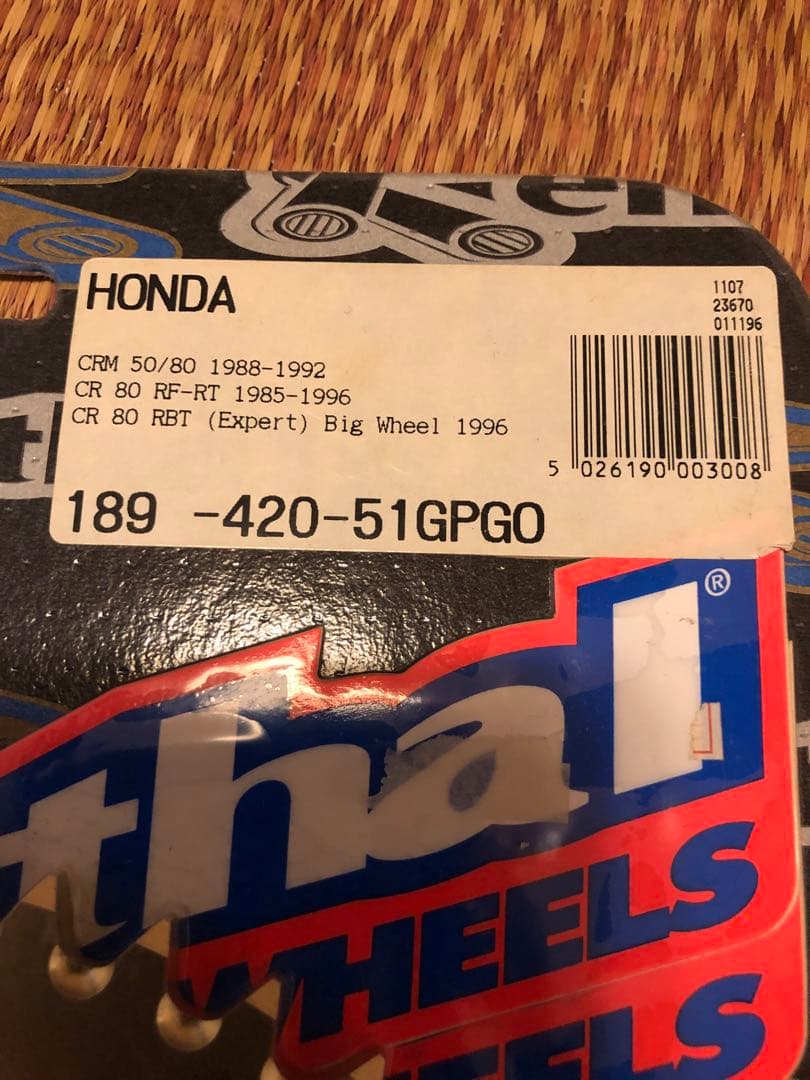 HONDA
1107
23670
011196
CRM 50/80 1988-1992
CR 80 RF-RT 1985-1996
CR 80 RBT (Expert) Big Wheel 1996
5 026190 003008
189 -420-51GPGO
thal®
WHEELS